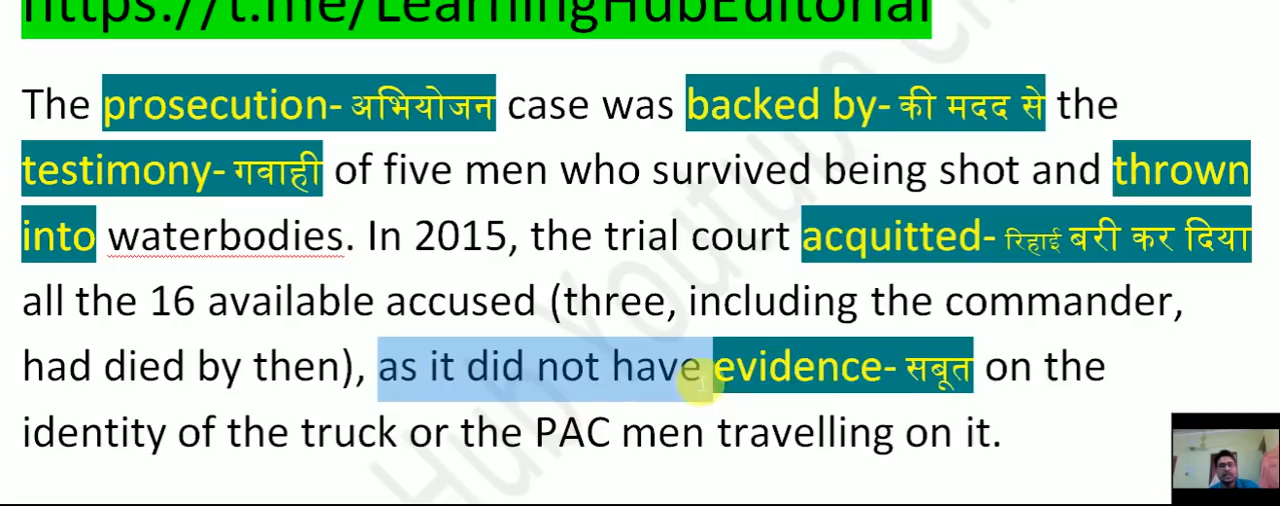 https://t.me/LearningHubEditorial
The prosecution- अभियोजन case was backed by- की मदद से the
testimony- गवाही of five men who survived being shot and thrown
into waterbodies. In 2015, the trial court acquitted- रिहाई बरी कर दिया
all the 16 available accused (three, including the commander,
had died by then), as it did not have evidence- सबूत on the
identity of the truck or the PAC men travelling on it.